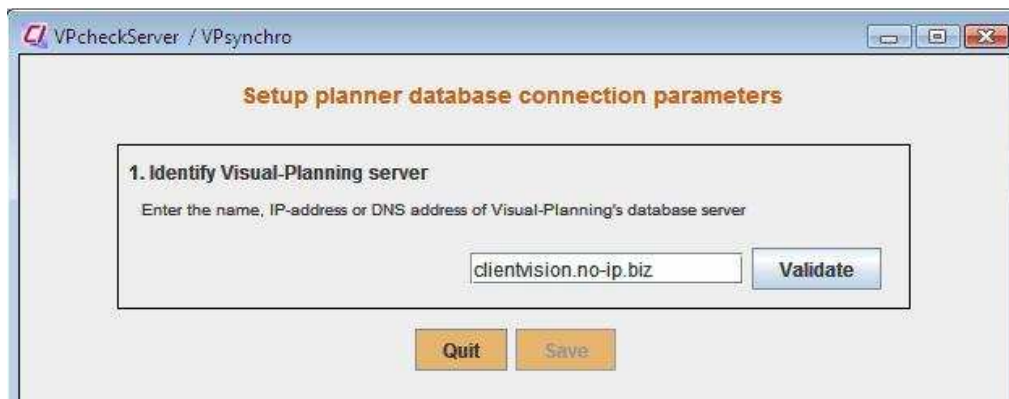 VPcheckServer / VPsynchro
Setup planner database connection parameters
1. Identify Visual-Planning server
Enter the name, IP-address or DNS address of Visual-Planning's database server
clientvision.no-ip.biz Validate
Quit Save